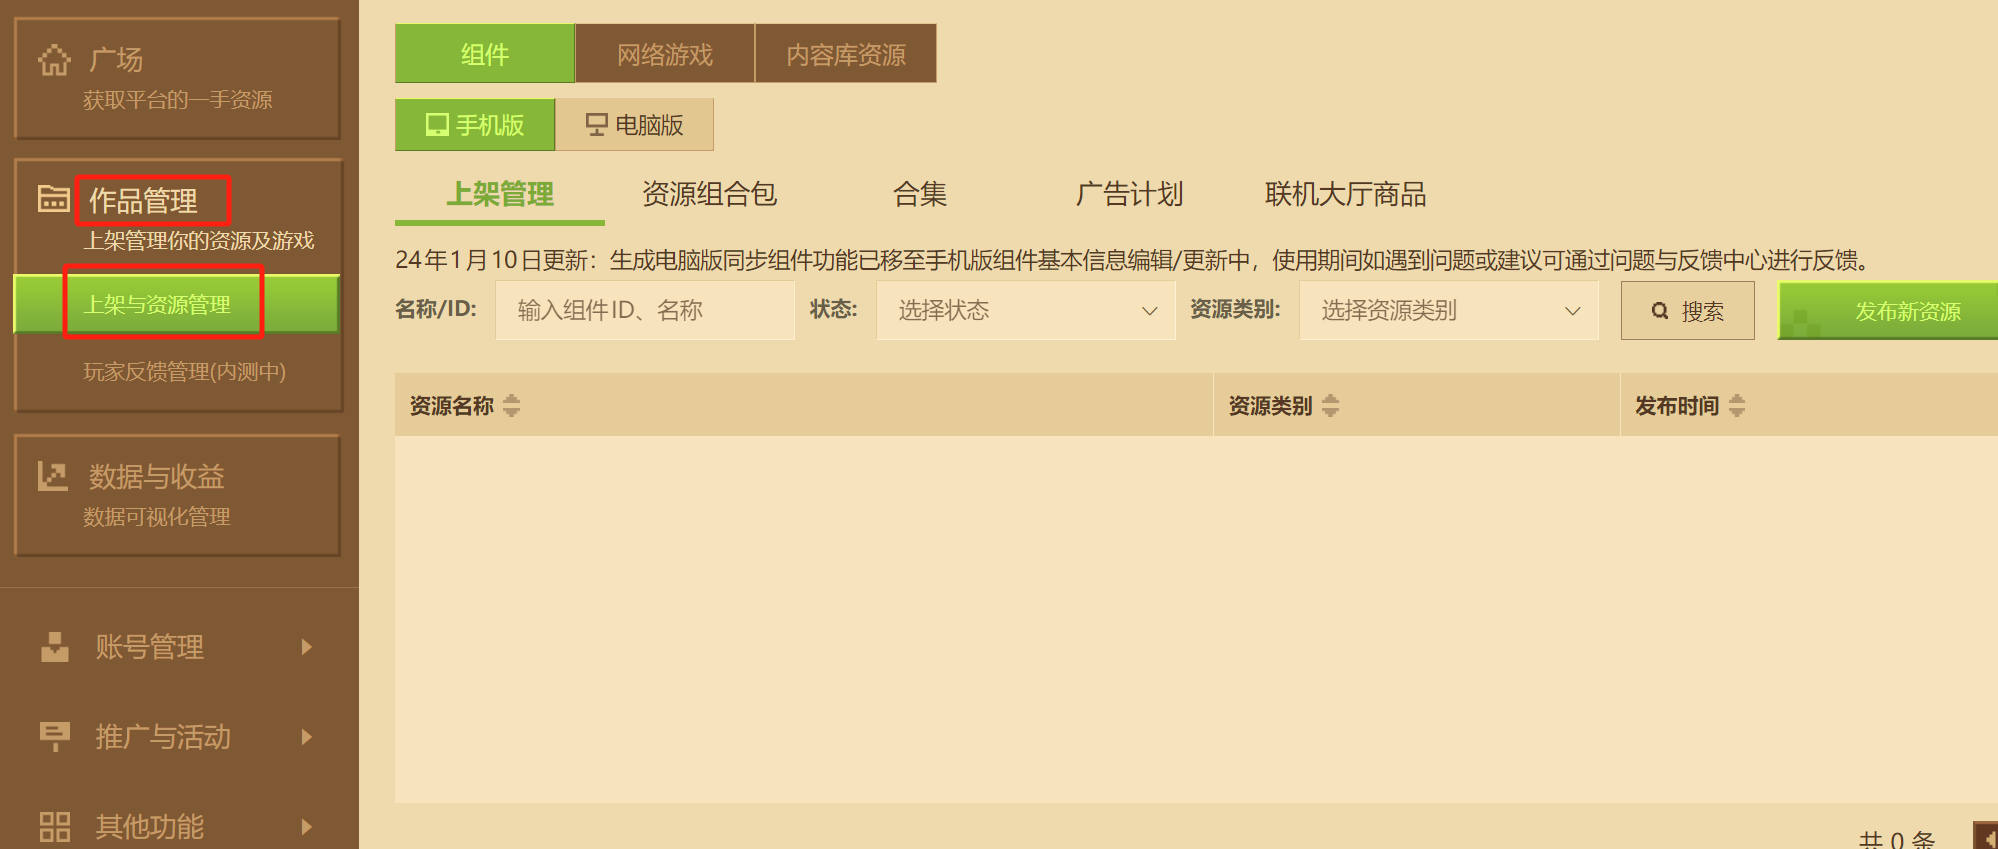 广场
获取平台的一手资源
作品管理
上架管理你的资源及游戏
上架与资源管理
玩家反馈管理(内测中)
数据与收益
数据可视化管理
账号管理
推广与活动
其他功能
组件
网络游戏
内容库资源
手机版
电脑版
上架管理
资源组合包
合集
广告计划
联机大厅商品
24年1月10日更新：生成电脑版同步组件功能已移至手机版组件基本信息编辑/更新中，使用期间如遇到问题或建议可通过问题与反馈中心进行反馈。
名称/ID:
输入组件ID、名称
状态:
选择状态
资源类别:
选择资源类别
搜索
发布新资源
资源名称
资源类别
发布时间
共 0 条